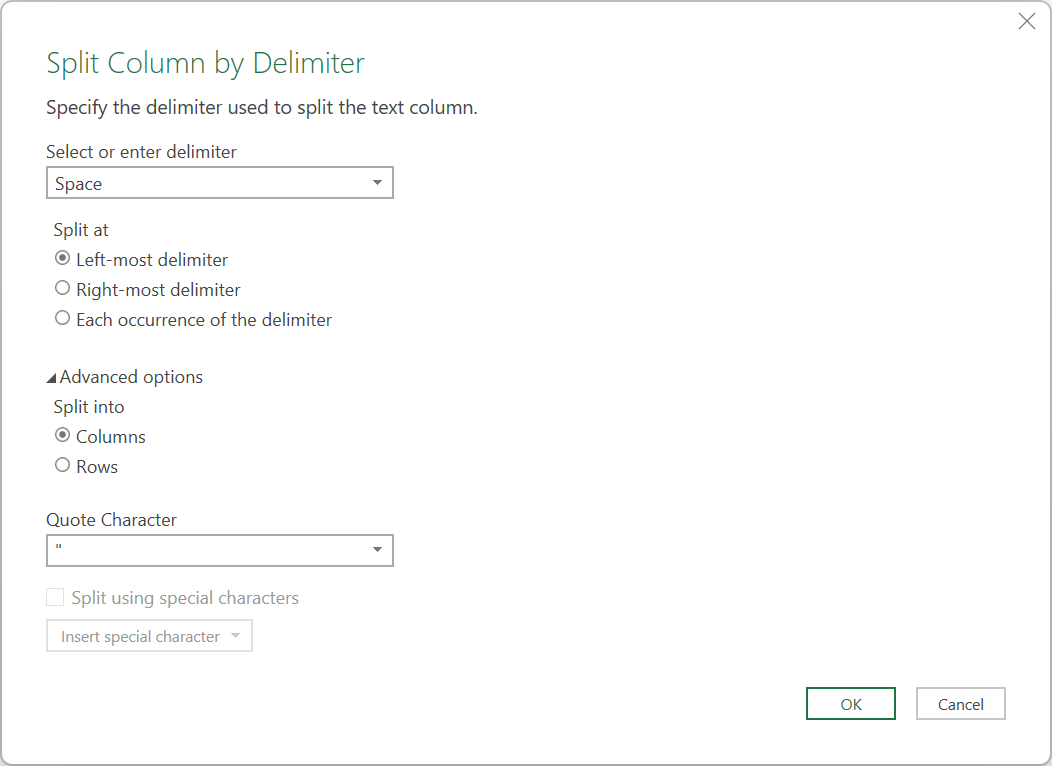 Split Column by Delimiter
Specify the delimiter used to split the text column.
Select or enter delimiter
Space
Split at
Left-most delimiter
Right-most delimiter
Each occurrence of the delimiter
Advanced options
Split into
Columns
Rows
Quote Character
"
Split using special characters
Insert special character
OK Cancel